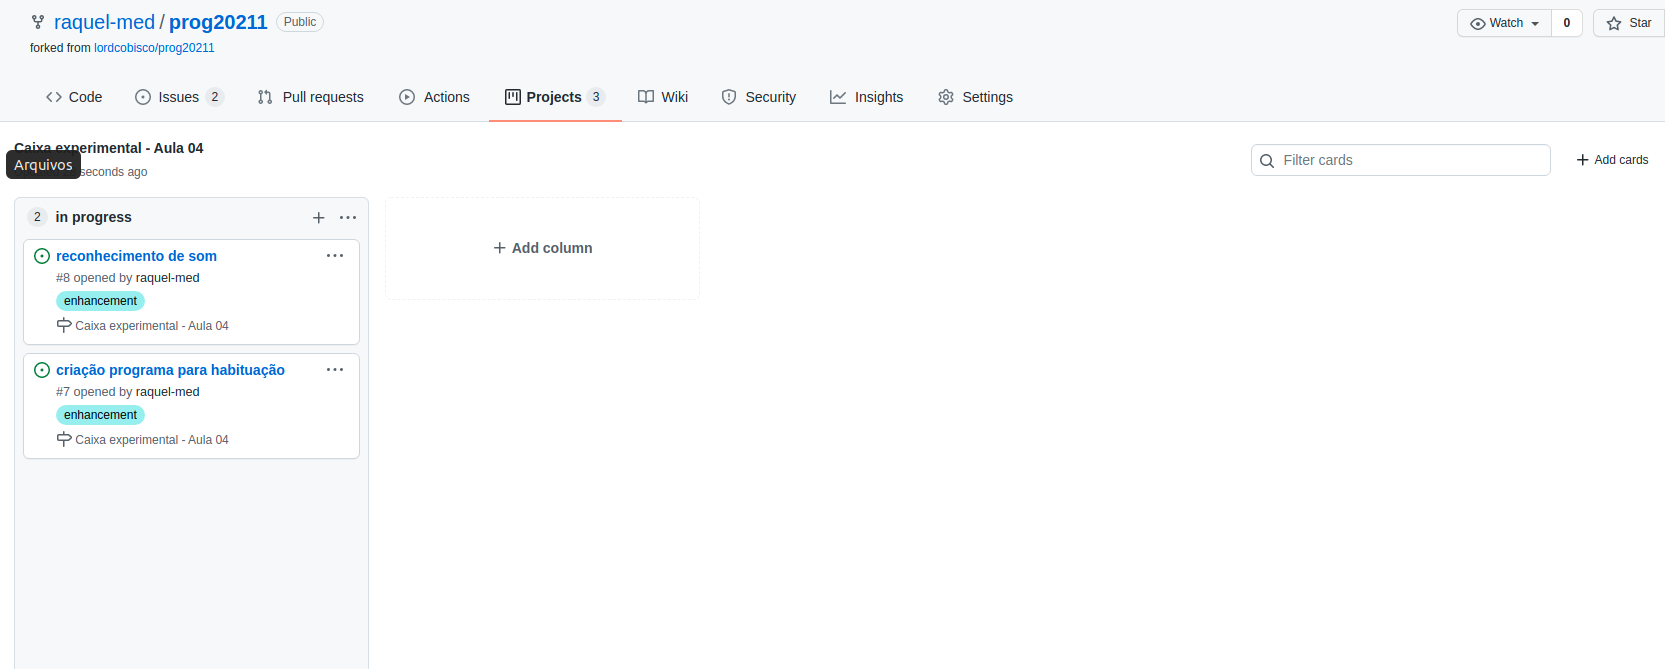 raquel-med / prog20211 Public
Watch 0 Star
forked from lordcobisco/prog20211
Code Issues 2 Pull requests Actions Projects 3 Wiki Security Insights Settings
Caixa experimental - Aula 04
Arquivos
seconds ago
Filter cards
Add cards
2 in progress
Add column
reconhecimento de som
#8 opened by raquel-med
enhancement
Caixa experimental - Aula 04
criação programa para habituação
#7 opened by raquel-med
enhancement
Caixa experimental - Aula 04